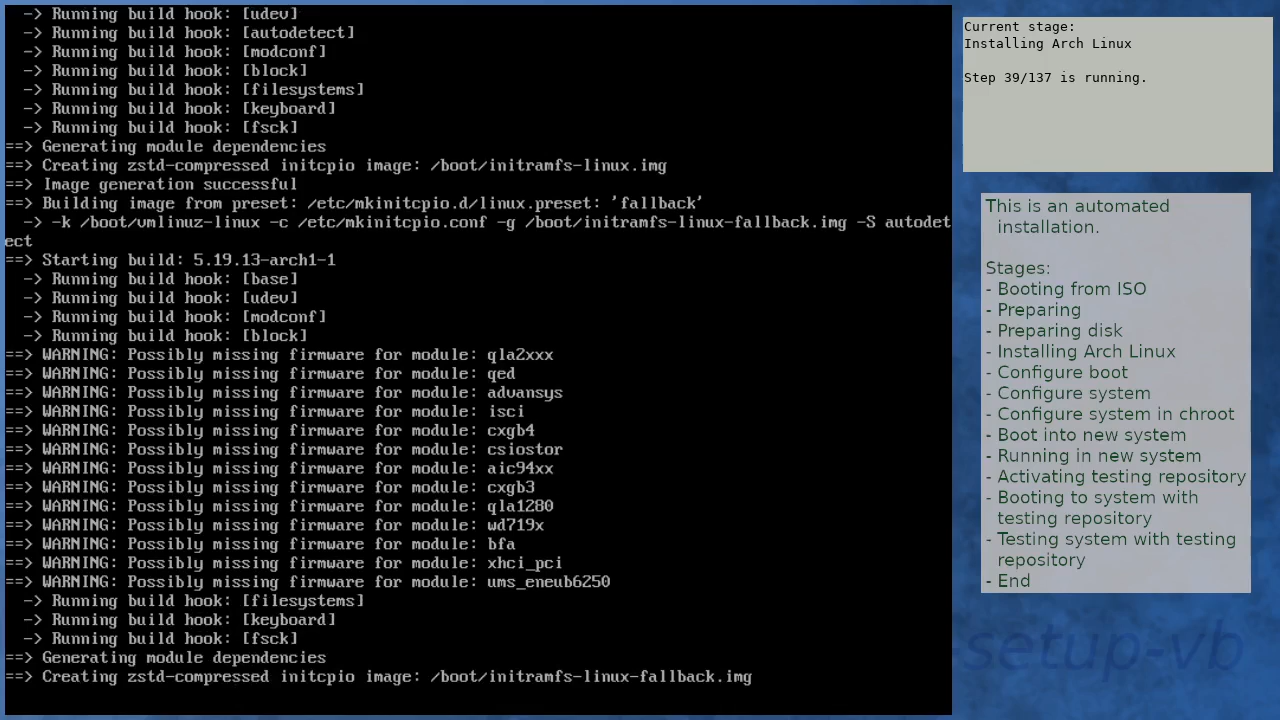 -> Running build hook: [udev]
  -> Running build hook: [autodetect]
  -> Running build hook: [modconf]
  -> Running build hook: [block]
  -> Running build hook: [filesystems]
  -> Running build hook: [keyboard]
  -> Running build hook: [fsck]
==> Generating module dependencies
==> Creating zstd-compressed initcpio image: /boot/initramfs-linux.img
==> Image generation successful
==> Building image from preset: /etc/mkinitcpio.d/linux.preset: 'fallback'
  -> -k /boot/vmlinuz-linux -c /etc/mkinitcpio.conf -g /boot/initramfs-linux-fallback.img -S autodet
ect
==> Starting build: 5.19.13-arch1-1
  -> Running build hook: [base]
  -> Running build hook: [udev]
  -> Running build hook: [modconf]
  -> Running build hook: [block]
==> WARNING: Possibly missing firmware for module: qla2xxx
==> WARNING: Possibly missing firmware for module: qed
==> WARNING: Possibly missing firmware for module: advansys
==> WARNING: Possibly missing firmware for module: isci
==> WARNING: Possibly missing firmware for module: cxgb4
==> WARNING: Possibly missing firmware for module: csiostor
==> WARNING: Possibly missing firmware for module: aic94xx
==> WARNING: Possibly missing firmware for module: cxgb3
==> WARNING: Possibly missing firmware for module: qla1280
==> WARNING: Possibly missing firmware for module: wd719x
==> WARNING: Possibly missing firmware for module: bfa
==> WARNING: Possibly missing firmware for module: xhci_pci
==> WARNING: Possibly missing firmware for module: ums_eneub6250
  -> Running build hook: [filesystems]
  -> Running build hook: [keyboard]
  -> Running build hook: [fsck]
==> Generating module dependencies
==> Creating zstd-compressed initcpio image: /boot/initramfs-linux-fallback.img
Current stage:
Installing Arch Linux
Step 39/137 is running.
This is an automated
installation.
Stages:
- Booting from ISO
- Preparing
- Preparing disk
- Installing Arch Linux
- Configure boot
- Configure system
- Configure system in chroot
- Boot into new system
- Running in new system
- Activating testing repository
- Booting to system with
testing repository
- Testing system with testing
repository
- End
setup-vb